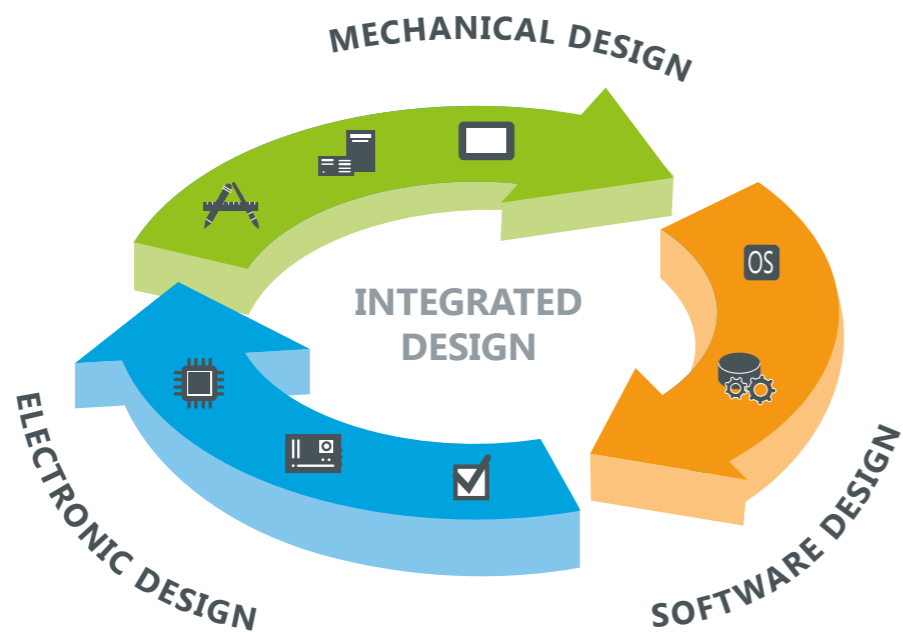 MECHANICAL DESIGN
OS
INTEGRATED
DESIGN
ELECTRONIC DESIGN
SOFTWARE DESIGN